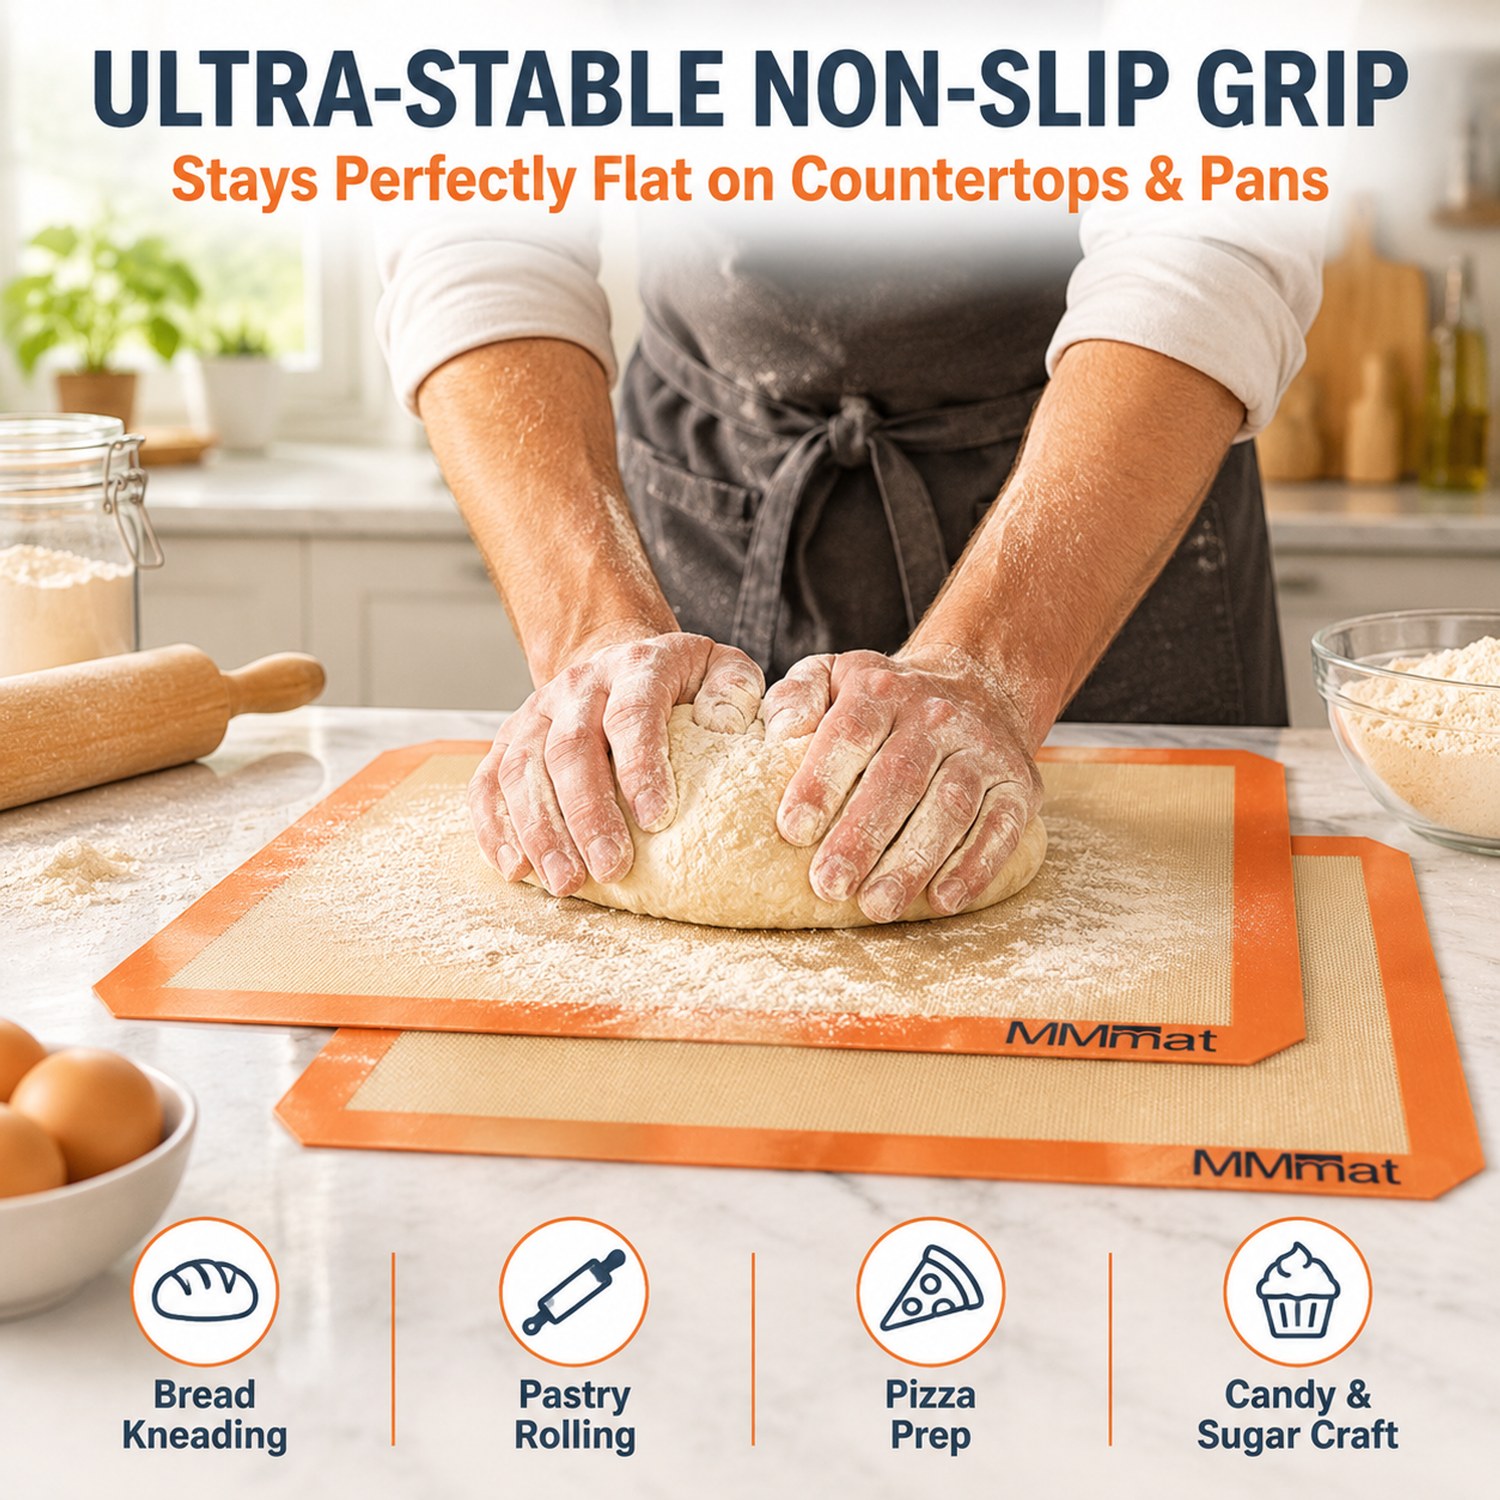 ULTRA-STABLE NON-SLIP GRIP
Stays Perfectly Flat on Countertops & Pans
MMmat
MMmat
Bread
Kneading
Pastry
Rolling
Pizza
Prep
Candy &
Sugar Craft